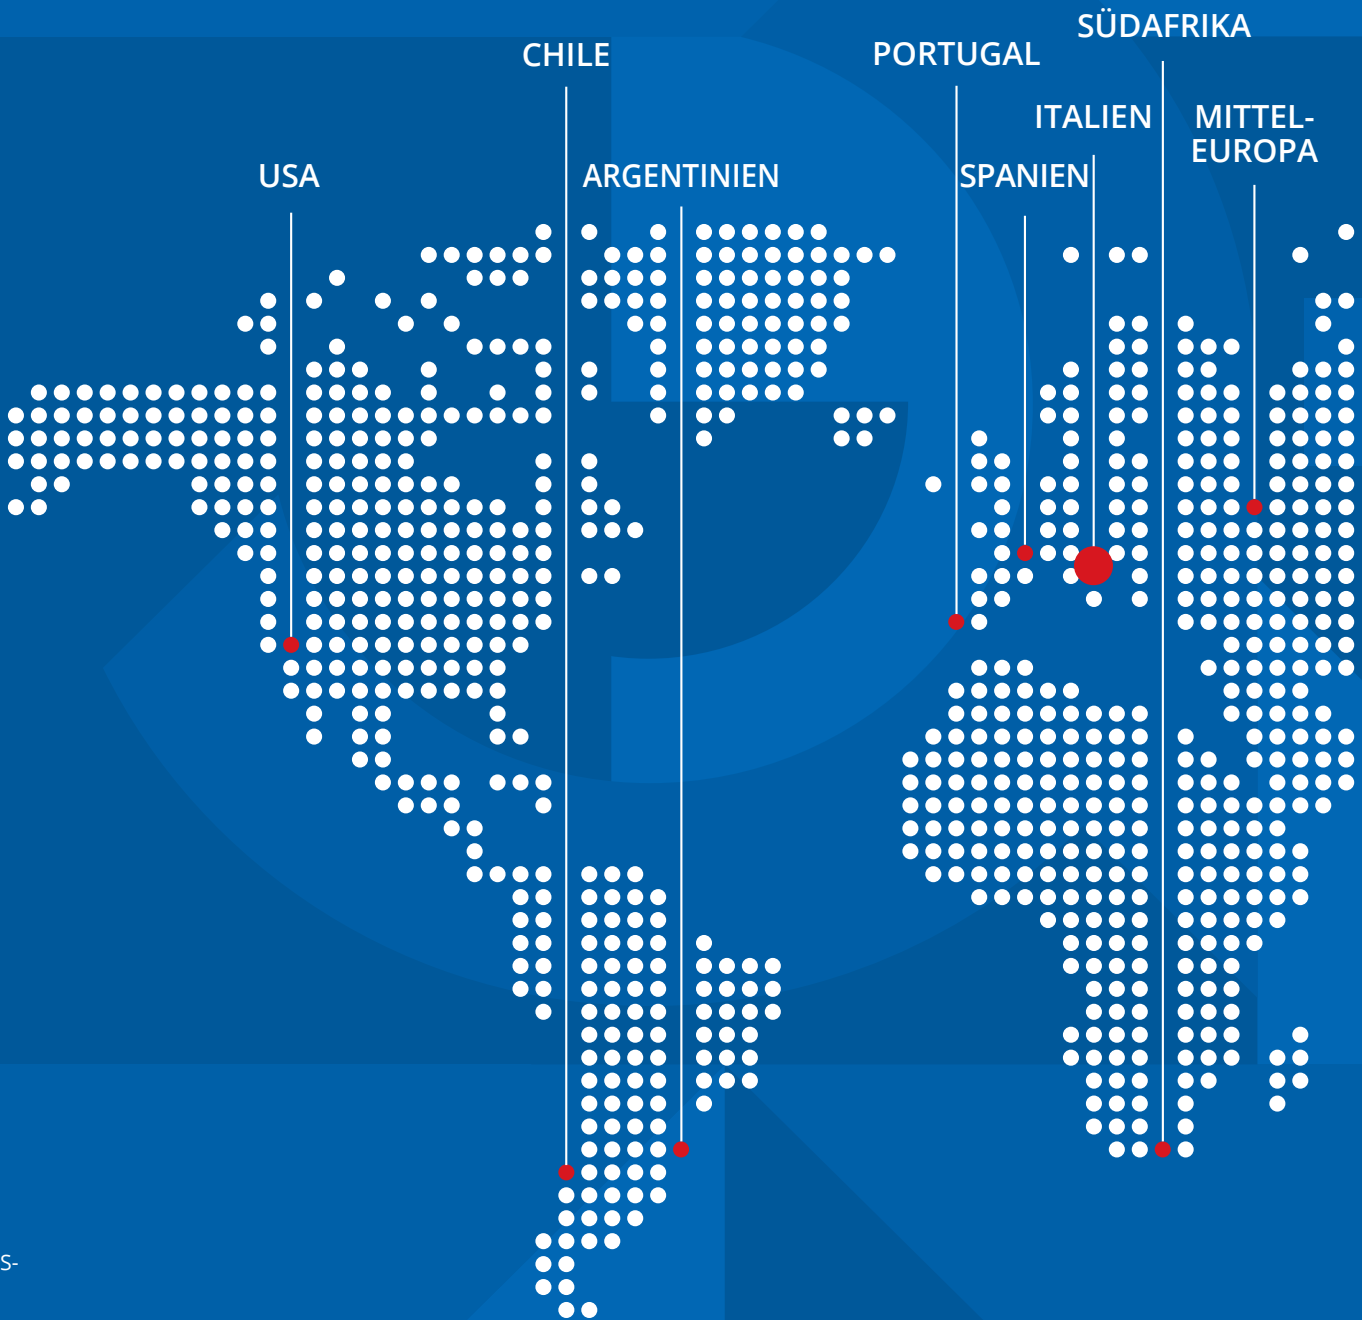 SÜDAFRIKA
CHILE
PORTUGAL
ITALIEN
MITTEL-
EUROPA
USA
ARGENTINIEN
SPANIEN
S-